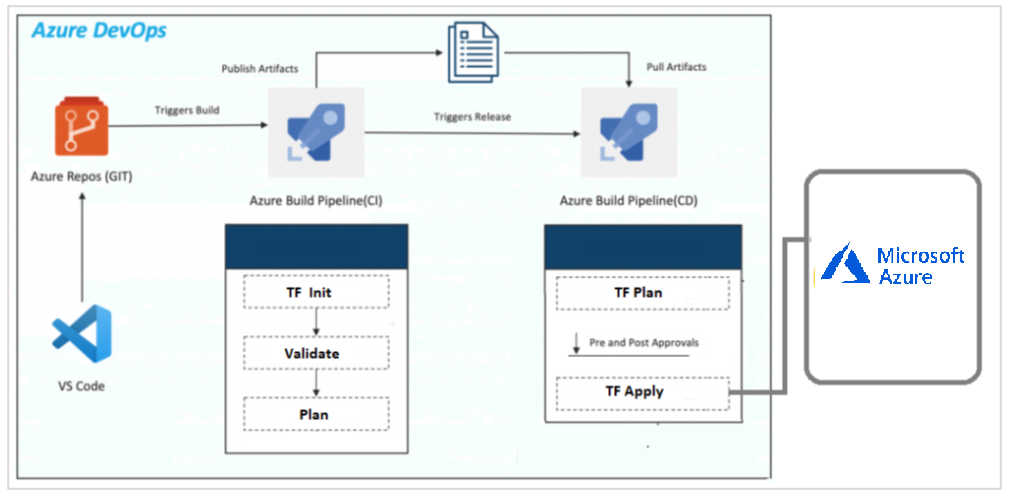 Azure DevOps
Publish Artifacts
Pull Artifacts
Triggers Build
Triggers Release
Azure Repos (GIT)
Azure Build Pipeline(CI)
Azure Build Pipeline(CD)
TF Init
Validate
Plan
TF Plan
Pre and Post Approvals
TF Apply
VS Code
Microsoft
Azure